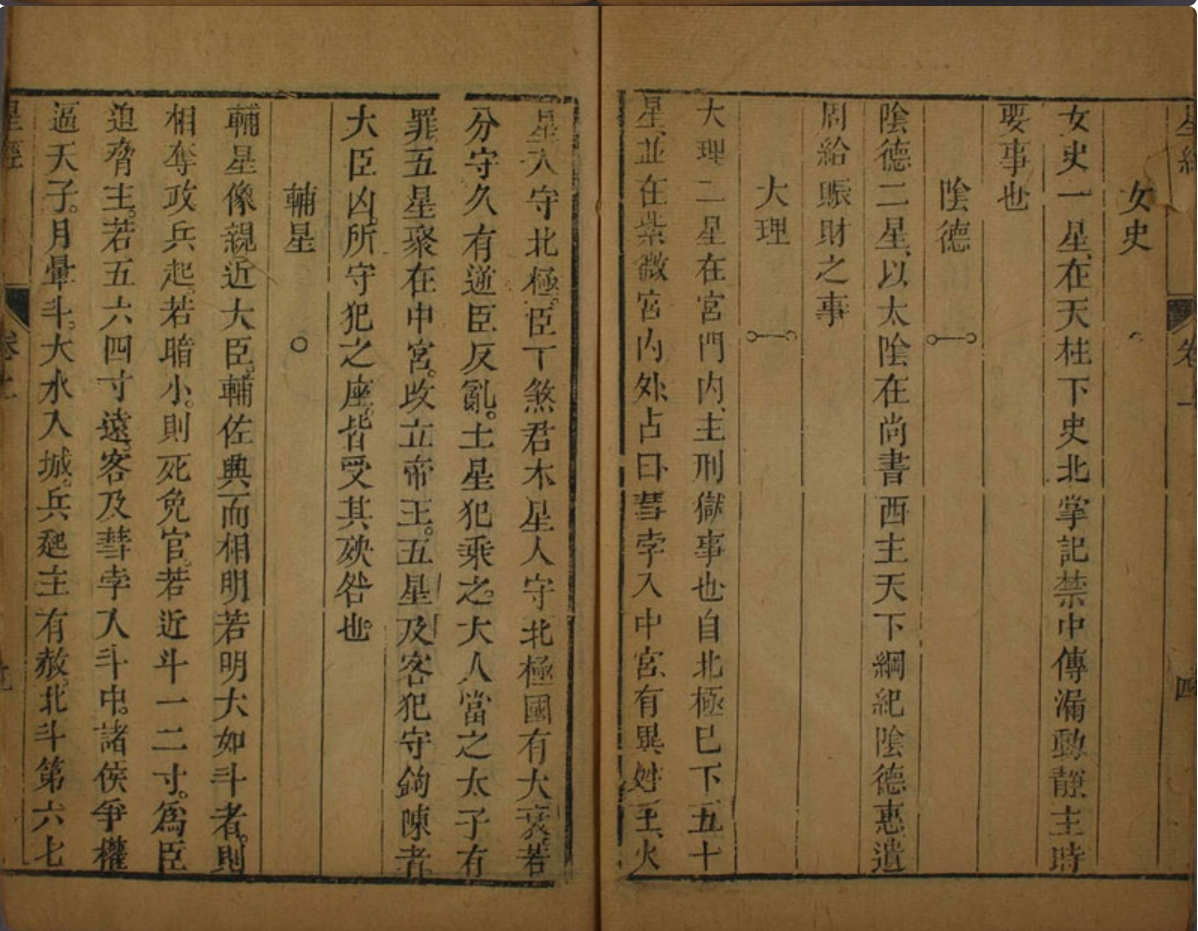 星經
卷上
四
女史
女史一星在天柱下史北掌記禁中傳漏動靜主時
要事也
陰德
陰德二星以太陰在尚書西主天下綱紀陰德惠遺
周給賑財之事
大理
大理二星在宮門内主刑獄事也自北極已下五十
星並在紫微宮内外占曰彗孛入中宮有異姓王火
星入守北極臣下煞君木星入守北極國有大衰若
分守久有逆臣反亂土星犯乘之大人當之太子有
罪五星聚在中宮改立帝王五星及客犯守鉤陳者
大臣凶所守犯之座皆受其殃咎也
輔星
輔星像親近大臣輔佐興而相明若明大如斗者則
相奪政兵起若暗小則死免官若近斗一二寸為臣
迫脅主若五六四寸遠客及彗孛入斗中諸侯爭權
逼天子月暈斗大水入城兵起主有赦北斗第六七
星經
卷上